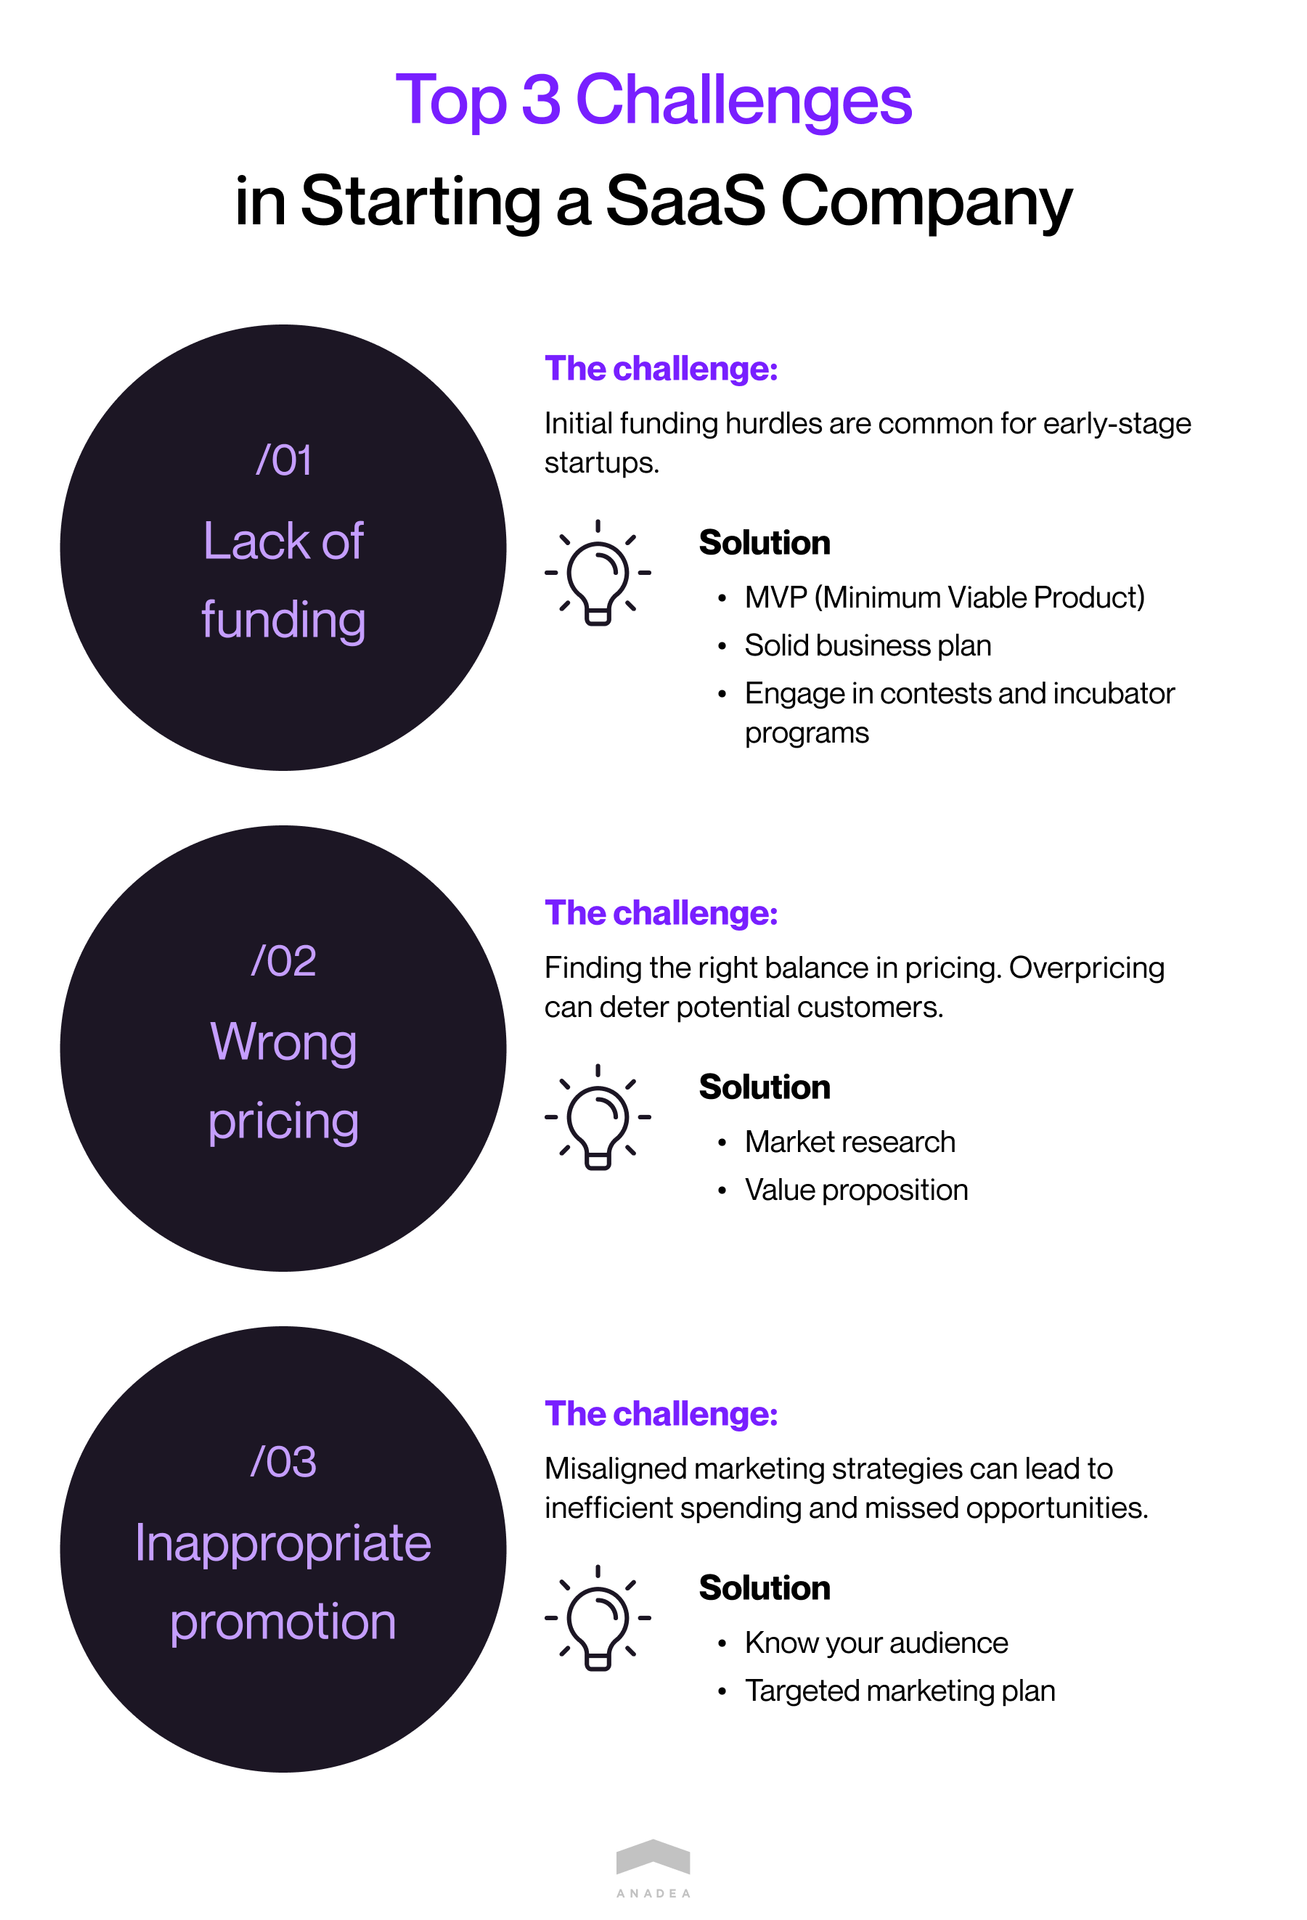 Top 3 Challenges
in Starting a SaaS Company
/01
Lack of
funding
The challenge:
Initial funding hurdles are common for early-stage
startups.
Solution
• MVP (Minimum Viable Product)
• Solid business plan
• Engage in contests and incubator
programs
/02
Wrong
pricing
The challenge:
Finding the right balance in pricing. Overpricing
can deter potential customers.
Solution
• Market research
• Value proposition
/03
Inappropriate
promotion
The challenge:
Misaligned marketing strategies can lead to
inefficient spending and missed opportunities.
Solution
• Know your audience
• Targeted marketing plan
ANADEA